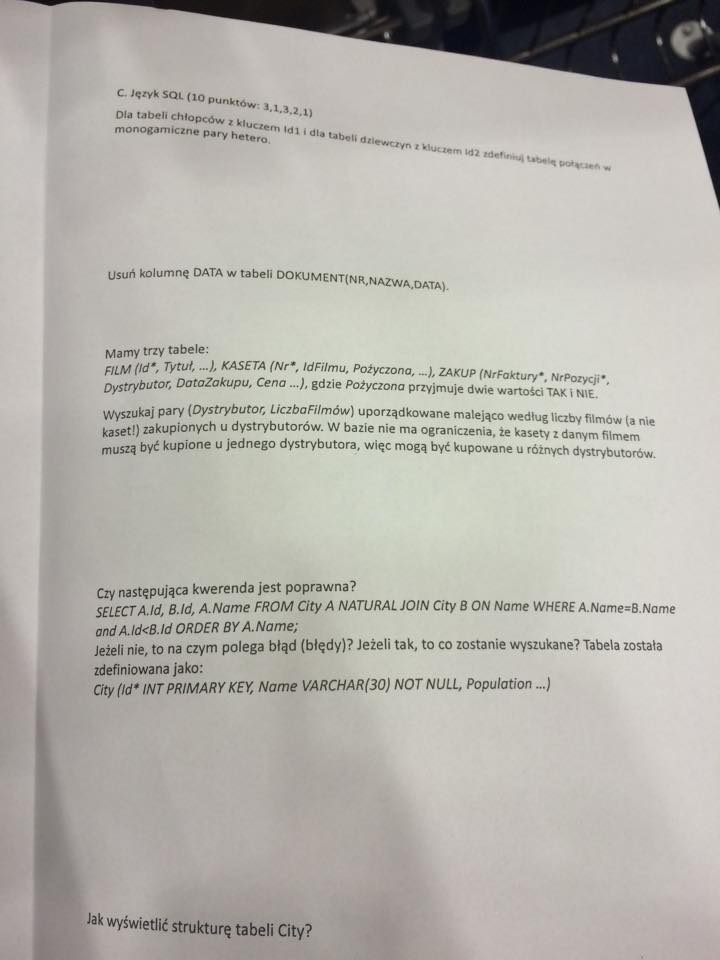 C. Język SQL (10 punktów: 3,1,3,2,1)
Dla tabeli chłopców z kluczem Id1 i dla tabeli dziewczyn z kluczem Id2 zdefiniuj tabelę połączeń w
monogamiczne pary hetero.
Usuń kolumnę DATA w tabeli DOKUMENT(NR,NAZWA,DATA).
Mamy trzy tabele:
FILM (Id*, Tytuł, ...), KASETA (Nr*, IdFilmu, Pożyczona, ...), ZAKUP (NrFaktury*, NrPozycji*,
Dystrybutor, DataZakupu, Cena ...), gdzie Pożyczona przyjmuje dwie wartości TAK i NIE.
Wyszukaj pary (Dystrybutor, LiczbaFilmów) uporządkowane malejąco według liczby filmów (a nie
kaset!) zakupionych u dystrybutorów. W bazie nie ma ograniczenia, że kasety z danym filmem
muszą być kupione u jednego dystrybutora, więc mogą być kupowane u różnych dystrybutorów.
Czy następująca kwerenda jest poprawna?
SELECT A.Id, B.Id, A.Name FROM City A NATURAL JOIN City B ON Name WHERE A.Name=B.Name
and A.Id<B.Id ORDER BY A.Name;
Jeżeli nie, to na czym polega błąd (błędy)? Jeżeli tak, to co zostanie wyszukane? Tabela została
zdefiniowana jako:
City (Id* INT PRIMARY KEY, Name VARCHAR(30) NOT NULL, Population ...)
Jak wyświetlić strukturę tabeli City?